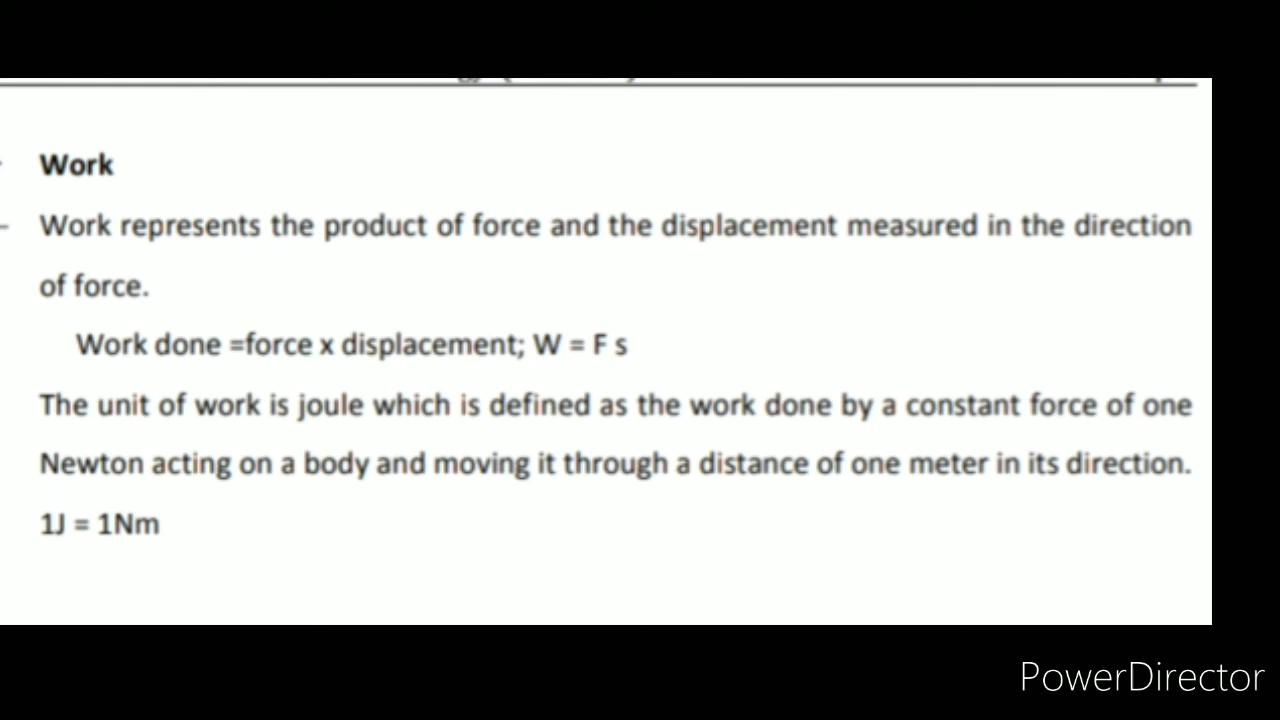 Work
Work represents the product of force and the displacement measured in the direction
of force.
Work done =force x displacement; W = F s
The unit of work is joule which is defined as the work done by a constant force of one
Newton acting on a body and moving it through a distance of one meter in its direction.
1J = 1Nm
PowerDirector